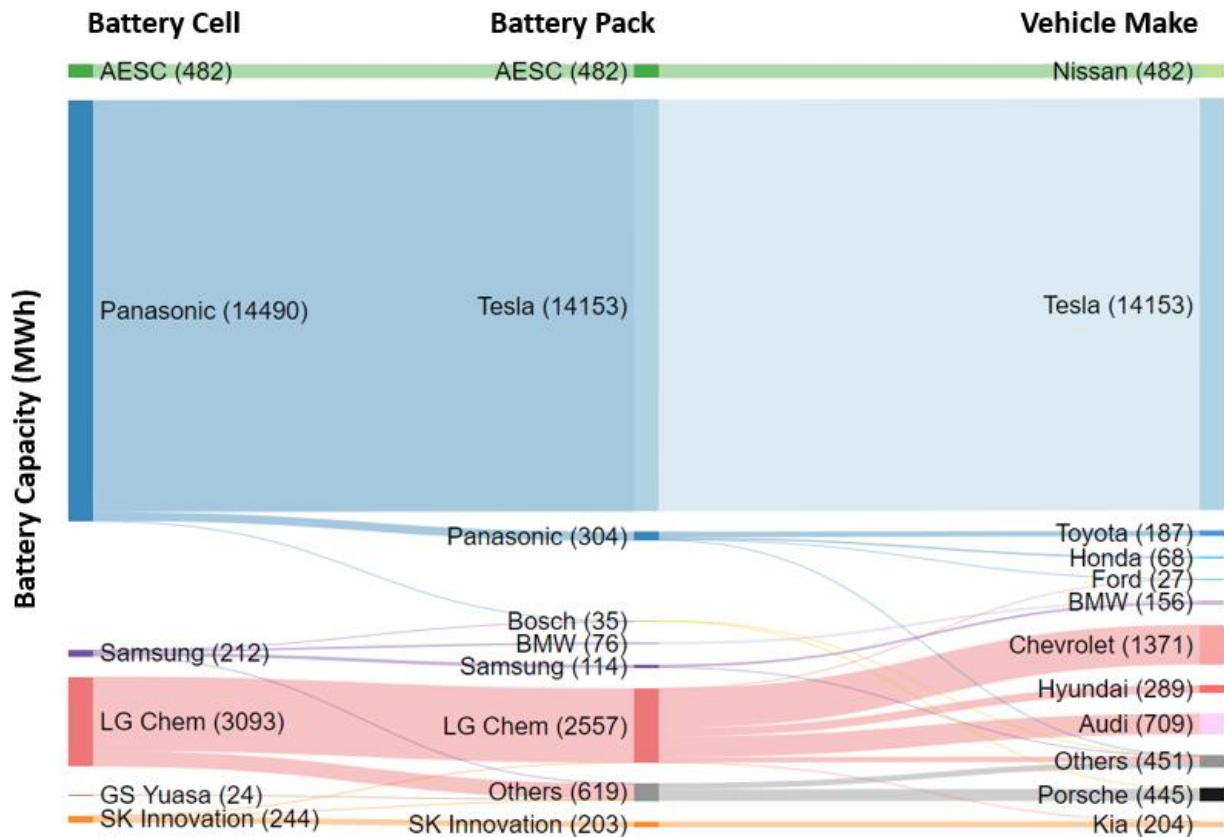 Battery Cell Battery Pack Vehicle Make
AESC (482) AESC (482) Nissan (482)
Battery Capacity (MWh)
Panasonic (14490) Tesla (14153) Tesla (14153)
Panasonic (304) Toyota (187)
Honda (68)
Ford (27)
BMW (156)
Bosch (35)
BMW (76)
Samsung (212) Samsung (114) Chevrolet (1371)
Hyundai (289)
LG Chem (3093) LG Chem (2557) Audi (709)
Others (451)
GS Yuasa (24) Others (619) Porsche (445)
SK Innovation (244) SK Innovation (203) Kia (204)